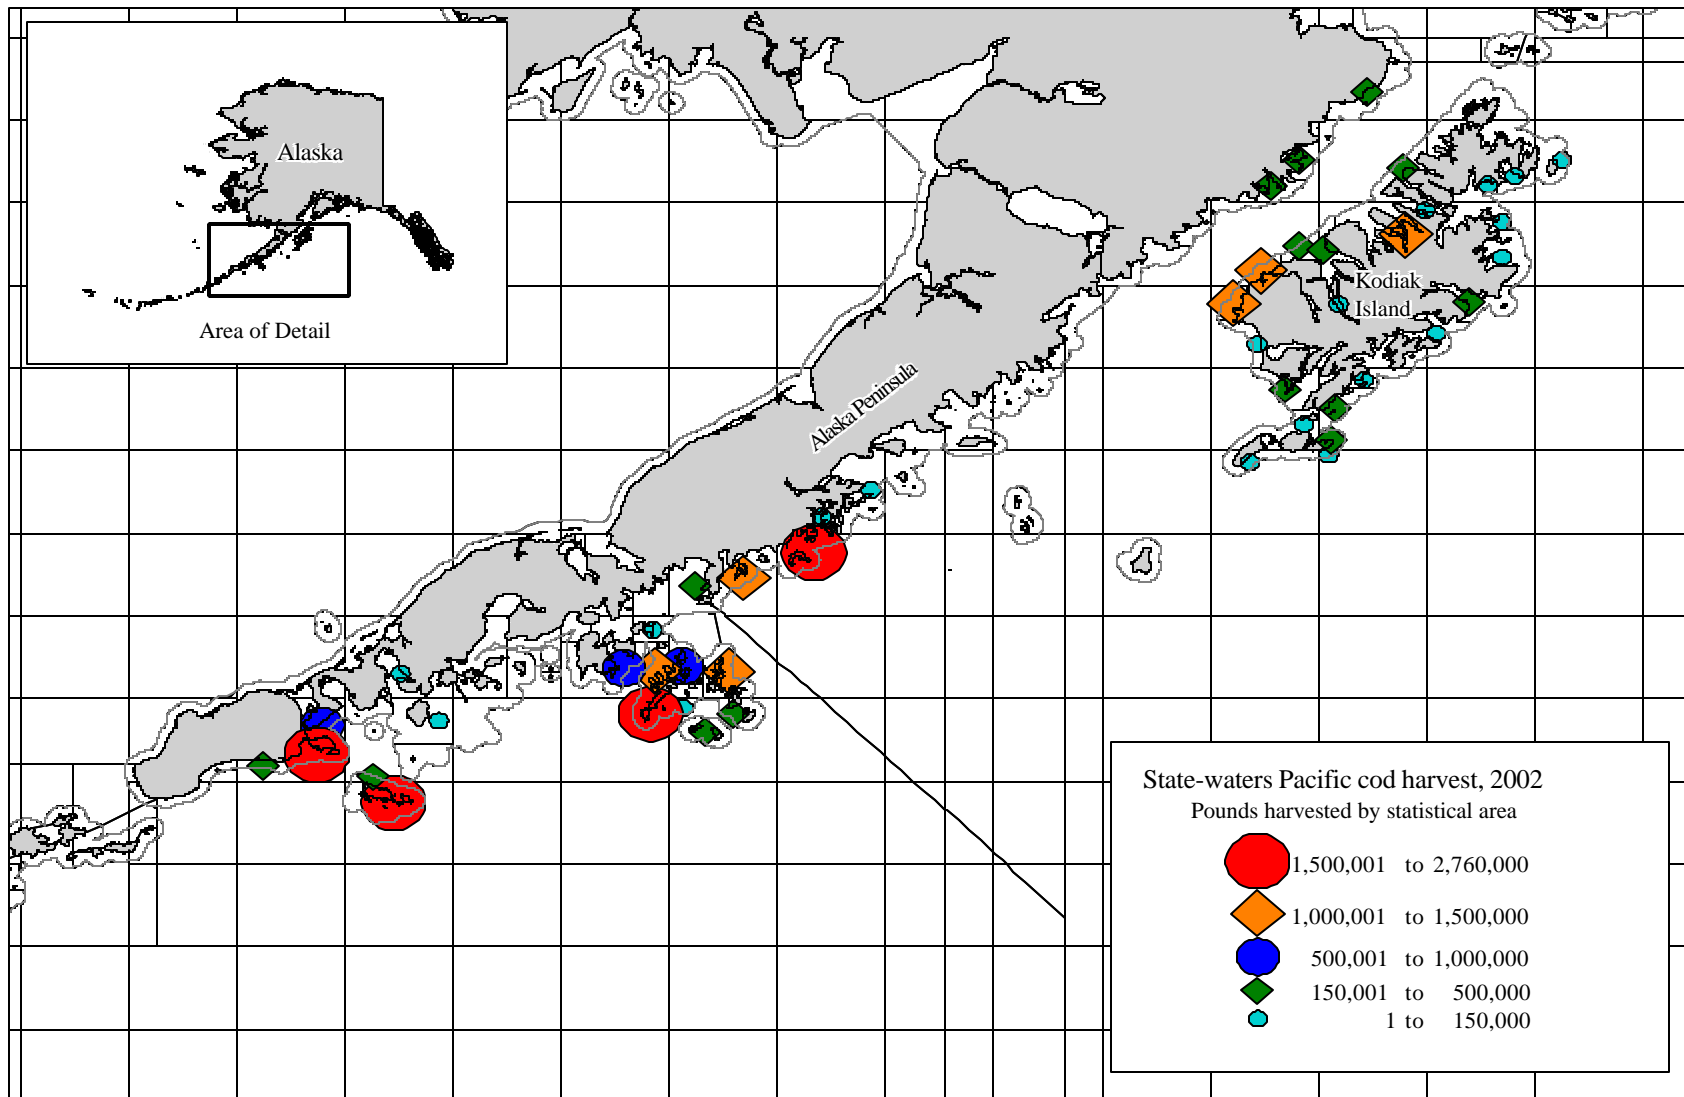 Alaska
Area of Detail
Kodiak
Island
Alaska Peninsula
State-waters Pacific cod harvest, 2002
Pounds harvested by statistical area
1,500,001 to 2,760,000
1,000,001 to 1,500,000
500,001 to 1,000,000
150,001 to 500,000
1 to 150,000